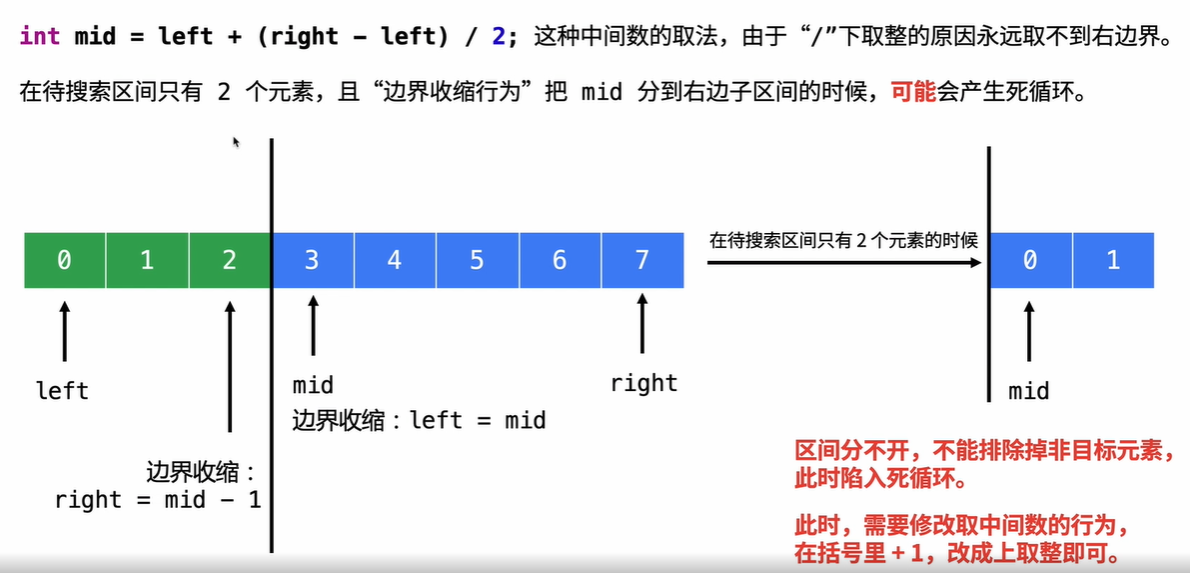 int mid = left + (right - left) / 2; 这种中间数的取法，由于“/”下取整的原因永远取不到右边界。
在待搜索区间只有 2 个元素，且“边界收缩行为”把 mid 分到右边子区间的时候，可能会产生死循环。
在待搜索区间只有 2 个元素的时候
0 1 2 3 4 5 6 7
0 1
left
mid
right
mid
边界收缩：left = mid
边界收缩：
right = mid - 1
区间分不开，不能排除掉非目标元素，
此时陷入死循环。
此时，需要修改取中间数的行为，
在括号里 + 1，改成上取整即可。